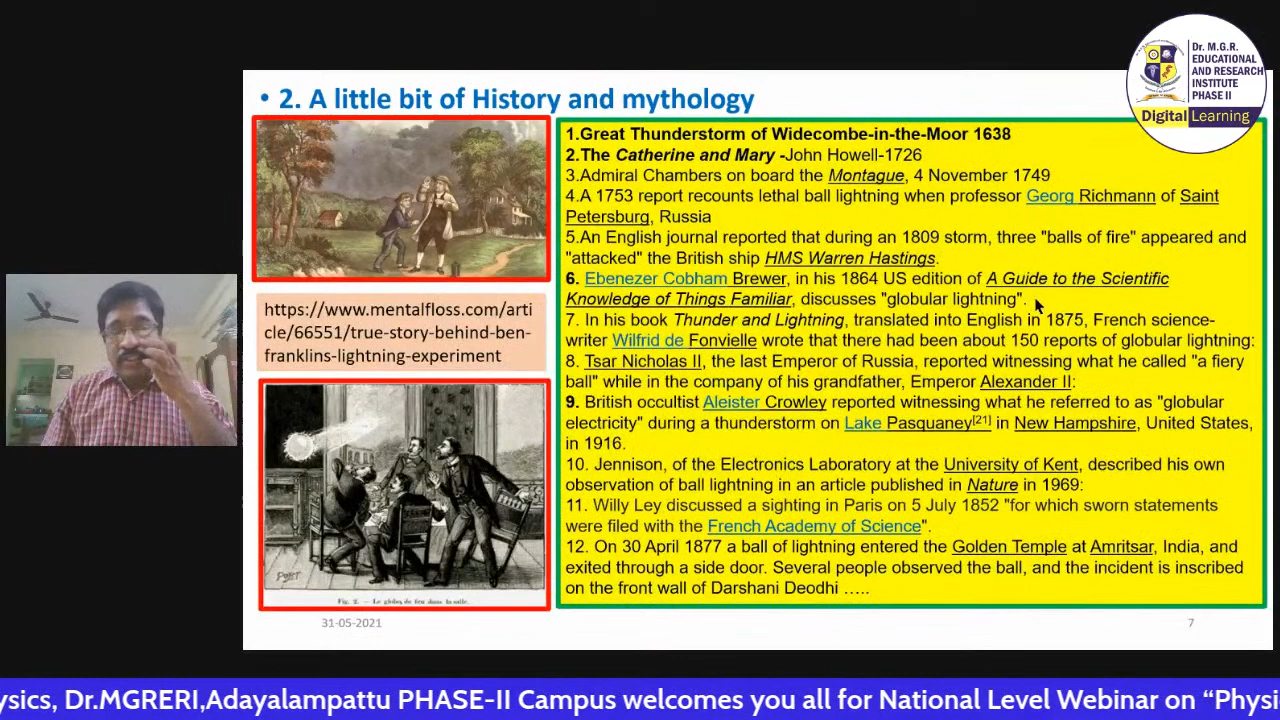 Dr. M.G.R.
EDUCATIONAL
AND RESEARCH
INSTITUTE
PHASE II
Digital Learning
• 2. A little bit of History and mythology
1.Great Thunderstorm of Widecombe-in-the-Moor 1638
2.The Catherine and Mary -John Howell-1726
3.Admiral Chambers on board the Montague, 4 November 1749
4.A 1753 report recounts lethal ball lightning when professor Georg Richmann of Saint
Petersburg, Russia
5.An English journal reported that during an 1809 storm, three "balls of fire" appeared and
"attacked" the British ship HMS Warren Hastings.
6. Ebenezer Cobham Brewer, in his 1864 US edition of A Guide to the Scientific
Knowledge of Things Familiar, discusses "globular lightning".
7. In his book Thunder and Lightning, translated into English in 1875, French science-
writer Wilfrid de Fonvielle wrote that there had been about 150 reports of globular lightning:
8. Tsar Nicholas II, the last Emperor of Russia, reported witnessing what he called "a fiery
ball" while in the company of his grandfather, Emperor Alexander II:
9. British occultist Aleister Crowley reported witnessing what he referred to as "globular
electricity" during a thunderstorm on Lake Pasquaney[21] in New Hampshire, United States,
in 1916.
10. Jennison, of the Electronics Laboratory at the University of Kent, described his own
observation of ball lightning in an article published in Nature in 1969:
11. Willy Ley discussed a sighting in Paris on 5 July 1852 "for which sworn statements
were filed with the French Academy of Science".
12. On 30 April 1877 a ball of lightning entered the Golden Temple at Amritsar, India, and
exited through a side door. Several people observed the ball, and the incident is inscribed
on the front wall of Darshani Deodhi …..
https://www.mentalfloss.com/arti
cle/66551/true-story-behind-ben-
franklins-lightning-experiment
Fig. 2. — Le globe de feu dans la salle.
31-05-2021
7
ysics, Dr.MGRERI,Adayalampattu PHASE-II Campus welcomes you all for National Level Webinar on “Physi